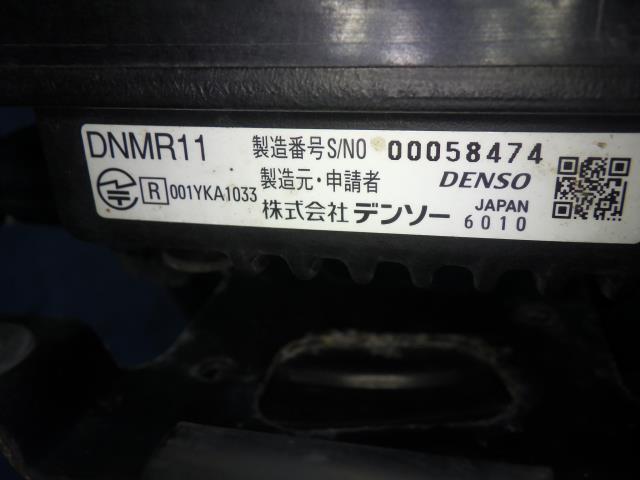 DNMR11 製造番号 S/NO 00058474
R 001YKA1033 製造元・申請者 DENSO
株式会社 デンソー JAPAN
6010